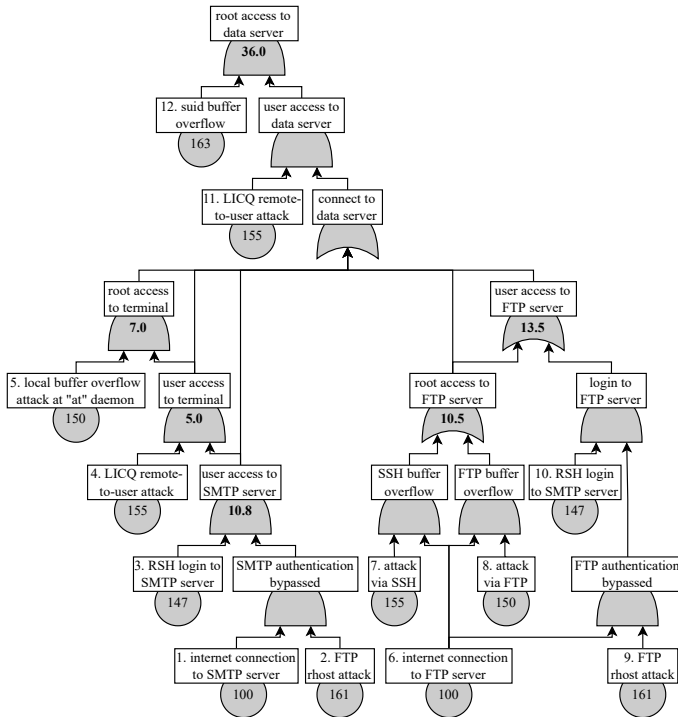 root access to
data server
36.0
12. suid buffer
overflow
163
user access to
data server
11. LICQ remote-
to-user attack
155
connect to
data server
root access
to terminal
7.0
user access to
FTP server
13.5
5. local buffer overflow
attack at "at" daemon
150
user access
to terminal
5.0
root access to
FTP server
10.5
login to
FTP server
4. LICQ remote-
to-user attack
155
user access to
SMTP server
10.8
SSH buffer
overflow
FTP buffer
overflow
10. RSH login
to SMTP server
147
3. RSH login to
SMTP server
147
SMTP authentication
bypassed
7. attack
via SSH
155
8. attack
via FTP
150
FTP authentication
bypassed
1. internet connection
to SMTP server
100
2. FTP
rhost attack
161
6. internet connection
to FTP server
100
9. FTP
rhost attack
161